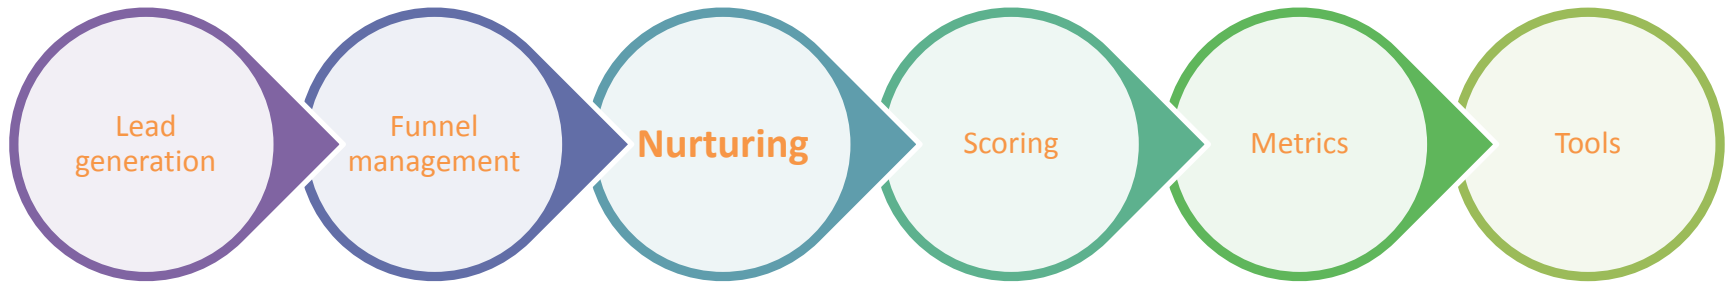 Lead
generation
Funnel
management
Nurturing
Scoring
Metrics
Tools